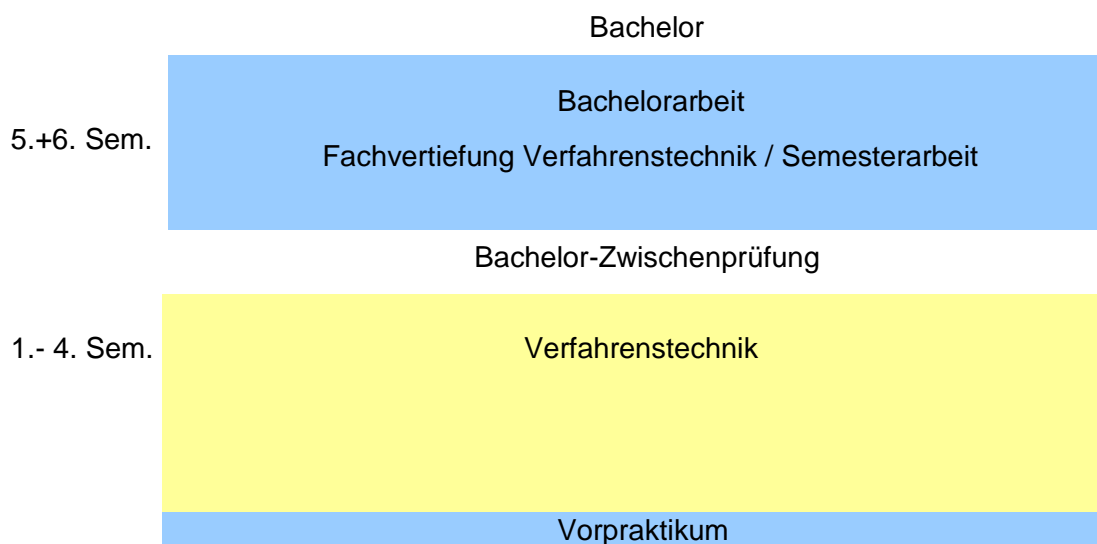 Bachelor
Bachelorarbeit
5.+6. Sem.
Fachvertiefung Verfahrenstechnik / Semesterarbeit
Bachelor-Zwischenprüfung
1.- 4. Sem.
Verfahrenstechnik
Vorpraktikum